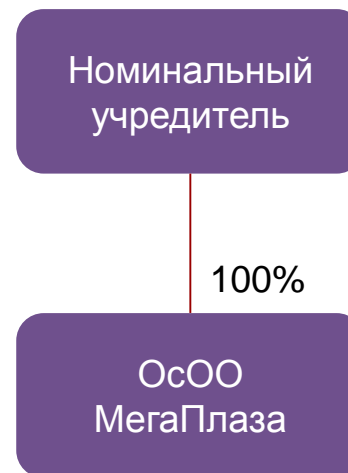 Номинальный
учредитель
100%
ОсОО
МегаПлаза